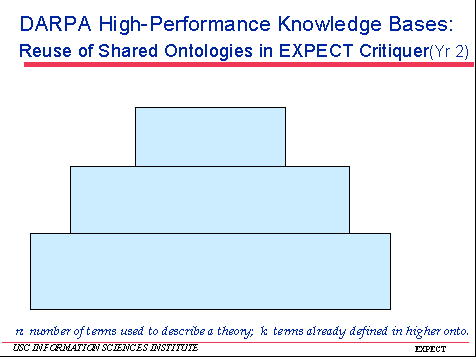 DARPA High-Performance Knowledge Bases:
Reuse of Shared Ontologies in EXPECT Critiquer(Yr 2)
n number of terms used to describe a theory; k terms already defined in higher onto.
USC INFORMATION SCIENCES INSTITUTE
EXPECT